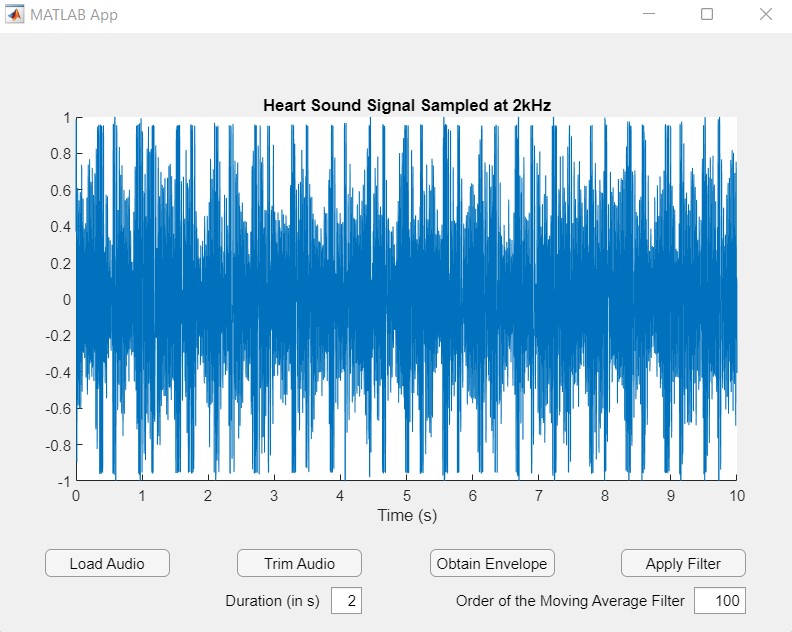 MATLAB App
Heart Sound Signal Sampled at 2kHz
1
0.8
0.6
0.4
0.2
0
-0.2
-0.4
-0.6
-0.8
-1
0 1 2 3 4 5 6 7 8 9 10
Time (s)
Load Audio Trim Audio Obtain Envelope Apply Filter
Duration (in s) 2 Order of the Moving Average Filter 100